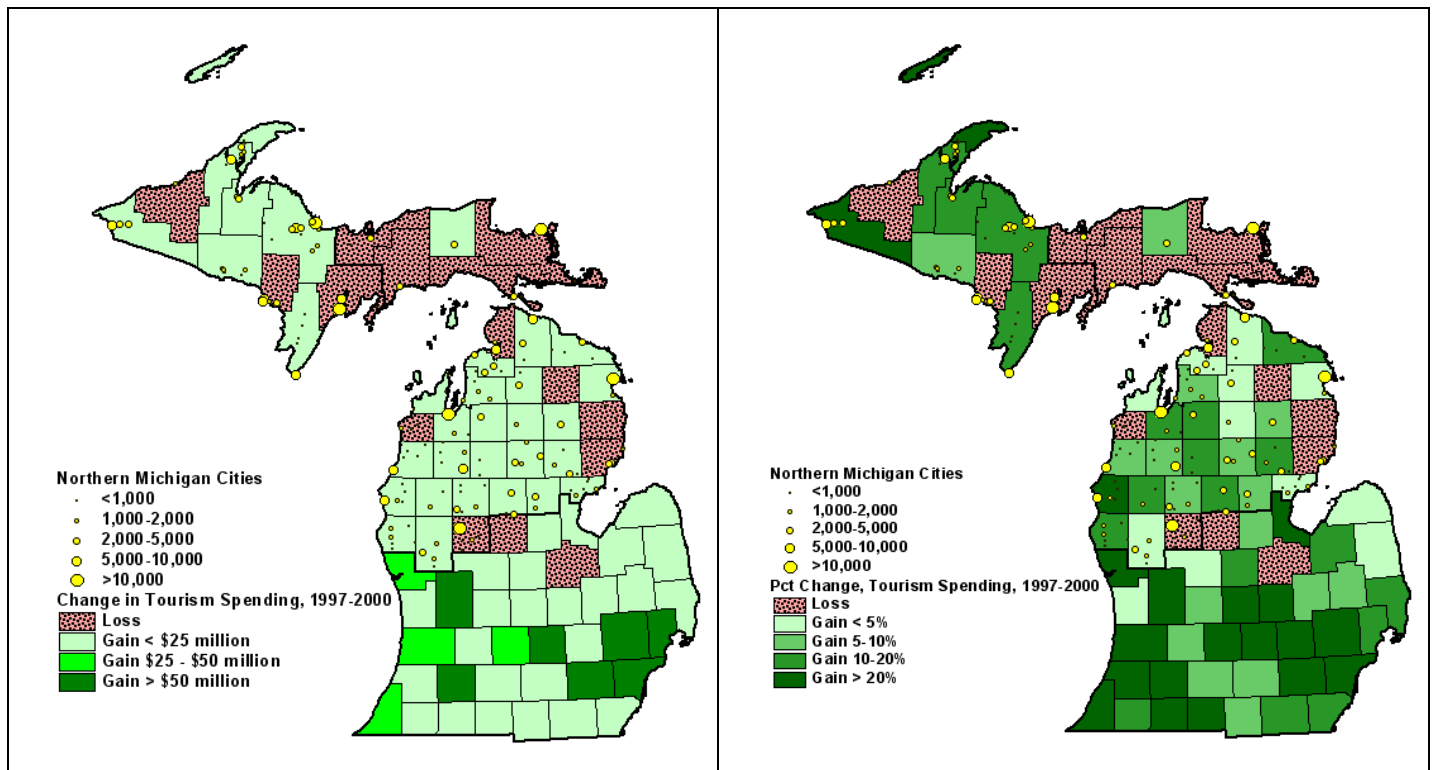 Northern Michigan Cities
<1,000
1,000-2,000
2,000-5,000
5,000-10,000
>10,000
Change in Tourism Spending, 1997-2000
Loss
Gain < $25 million
Gain $25 - $50 million
Gain > $50 million
Northern Michigan Cities
<1,000
1,000-2,000
2,000-5,000
5,000-10,000
>10,000
Pct Change, Tourism Spending, 1997-2000
Loss
Gain < 5%
Gain 5-10%
Gain 10-20%
Gain > 20%